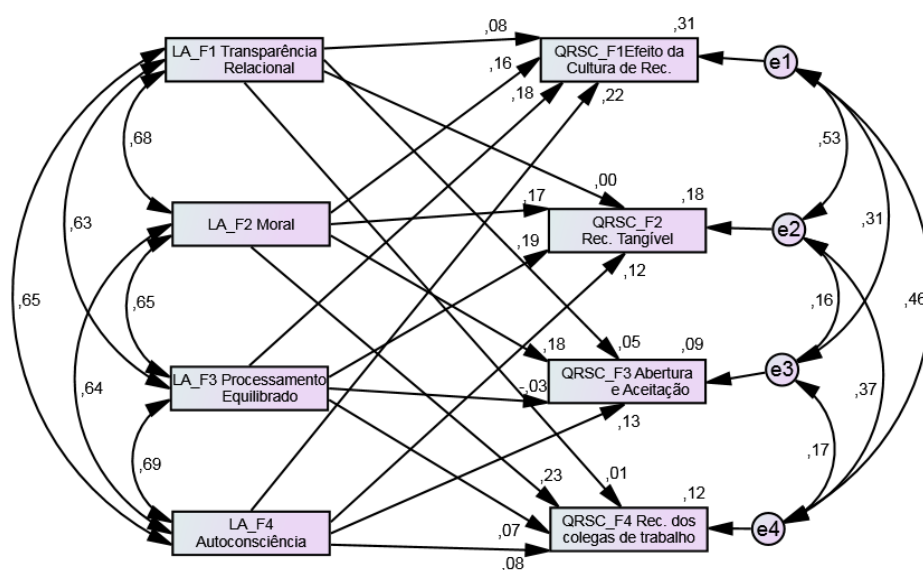 LA_F1 Transparência
Relacional
LA_F2 Moral
LA_F3 Processamento
Equilibrado
LA_F4
Autoconsciência
QRSC_F1Efeito da
Cultura de Rec.
QRSC_F2
Rec. Tangível
QRSC_F3 Abertura
e Aceitação
QRSC_F4 Rec. dos
colegas de trabalho
e1
e2
e3
e4
,08
,31
,16
,18
,22
,68
,53
,00
,18
,17
,63
,31
,19
,12
,65
,65
,16
,46
,18
,05
,09
-,03
,64
,37
,13
,17
,69
,23
,01
,12
,07
,08